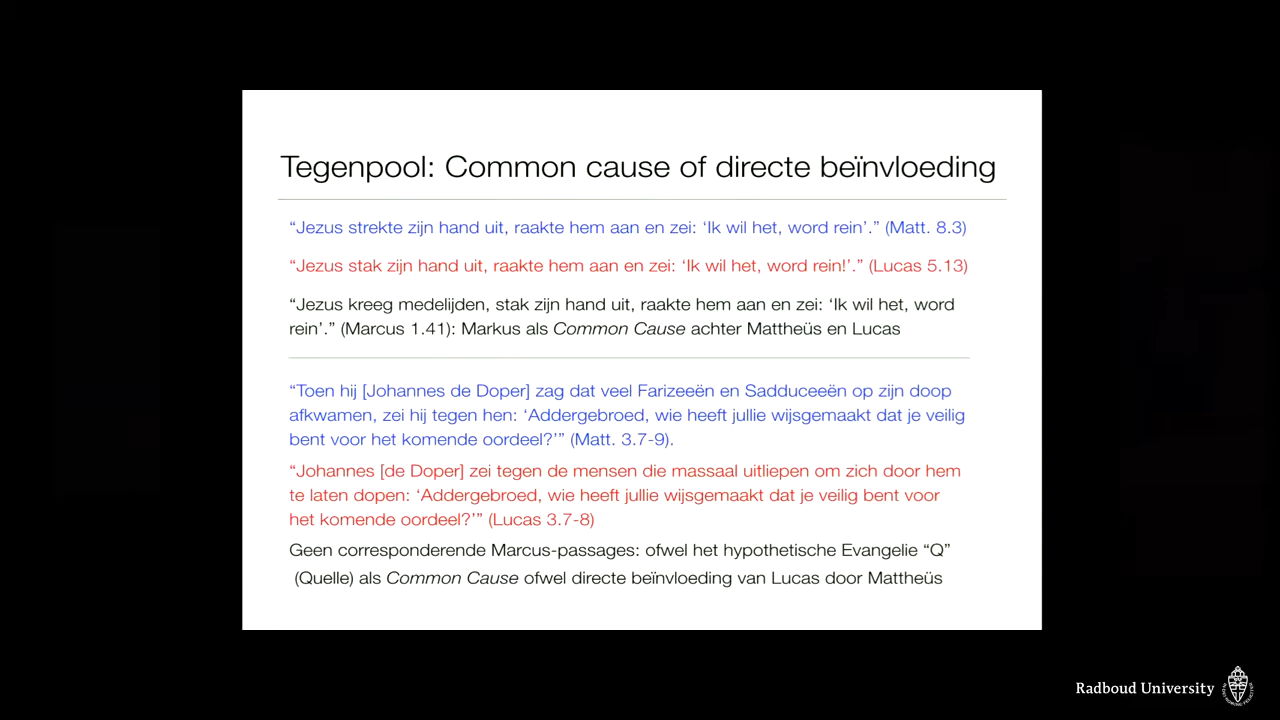 Tegenpool: Common cause of directe beïnvloeding
“Jezus strekte zijn hand uit, raakte hem aan en zei: ‘Ik wil het, word rein’.” (Matt. 8.3)
“Jezus stak zijn hand uit, raakte hem aan en zei: ‘Ik wil het, word rein!’.” (Lucas 5.13)
“Jezus kreeg medelijden, stak zijn hand uit, raakte hem aan en zei: ‘Ik wil het, word
rein’.” (Marcus 1.41): Markus als Common Cause achter Mattheüs en Lucas
“Toen hij [Johannes de Doper] zag dat veel Farizeeën en Sadduceeën op zijn doop
afkwamen, zei hij tegen hen: ‘Addergebroed, wie heeft jullie wijsgemaakt dat je veilig
bent voor het komende oordeel?’” (Matt. 3.7-9).
“Johannes [de Doper] zei tegen de mensen die massaal uitliepen om zich door hem
te laten dopen: ‘Addergebroed, wie heeft jullie wijsgemaakt dat je veilig bent voor
het komende oordeel?’” (Lucas 3.7-8)
Geen corresponderende Marcus-passages: ofwel het hypothetische Evangelie “Q”
(Quelle) als Common Cause ofwel directe beïnvloeding van Lucas door Mattheüs
Radboud University